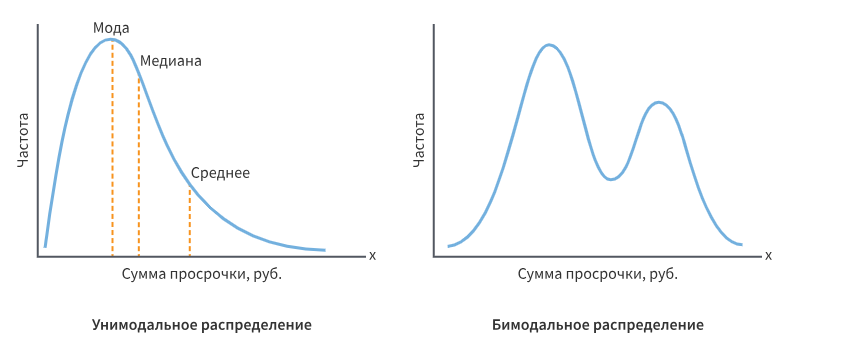 Мода
Медиана
Среднее
Частота
x
Сумма просрочки, руб.
Унимодальное распределение
Частота
x
Сумма просрочки, руб.
Бимодальное распределение